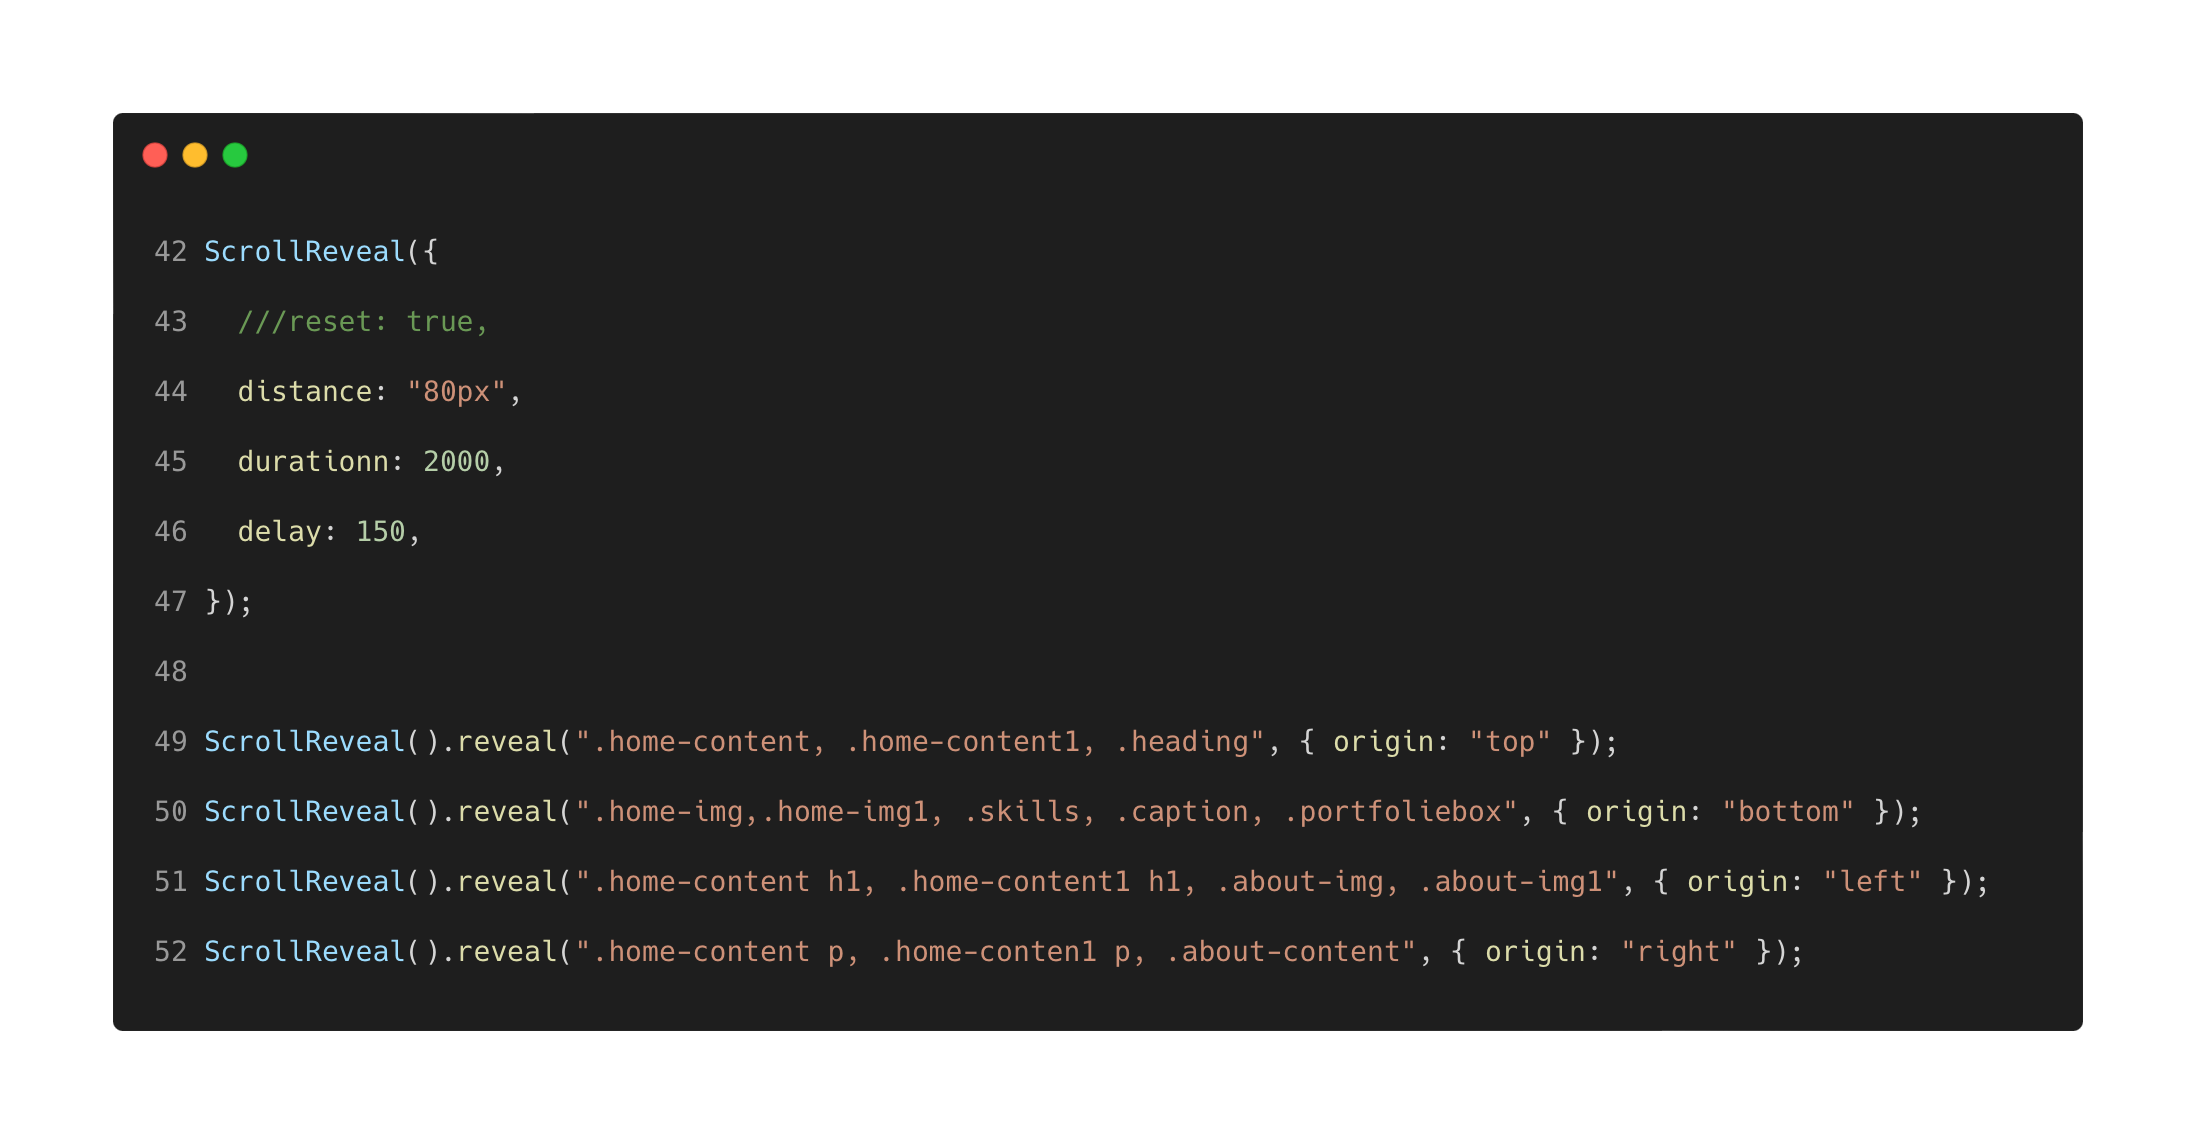 42 ScrollReveal({
43   ///reset: true,
44   distance: "80px",
45   durationn: 2000,
46   delay: 150,
47 });
48
49 ScrollReveal().reveal(".home-content, .home-content1, .heading", { origin: "top" });
50 ScrollReveal().reveal(".home-img,.home-img1, .skills, .caption, .portfoliebox", { origin: "bottom" });
51 ScrollReveal().reveal(".home-content h1, .home-content1 h1, .about-img, .about-img1", { origin: "left" });
52 ScrollReveal().reveal(".home-content p, .home-conten1 p, .about-content", { origin: "right" });